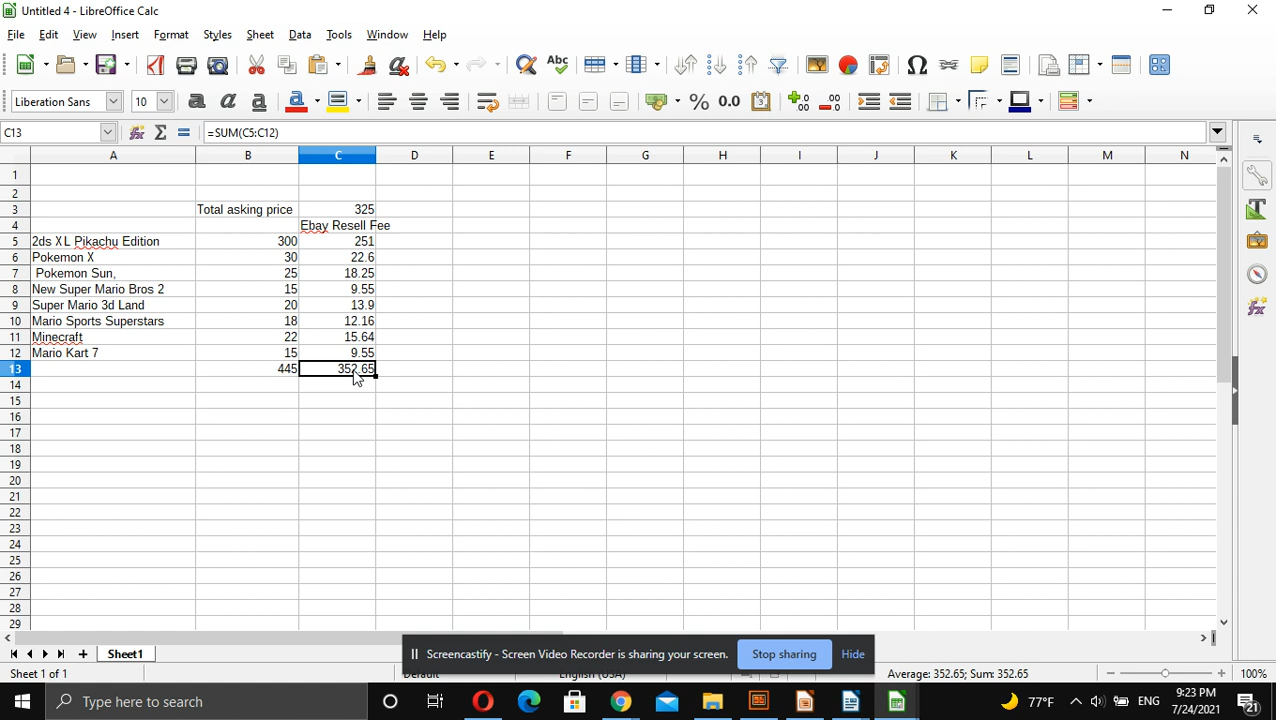 Untitled 4 - LibreOffice Calc
File Edit View Insert Format Styles Sheet Data Tools Window Help
Liberation Sans 10
C13 =SUM(C5:C12)
A B C D E F G H I J K L M N
1
2
3 Total asking price 325
4 Ebay Resell Fee
5 2ds XL Pikachu Edition 300 251
6 Pokemon X 30 22.6
7 Pokemon Sun, 25 18.25
8 New Super Mario Bros 2 15 9.55
9 Super Mario 3d Land 20 13.9
10 Mario Sports Superstars 18 12.16
11 Minecraft 22 15.64
12 Mario Kart 7 15 9.55
13 445 352.65
14
15
16
17
18
19
20
21
22
23
24
25
26
27
28
29
Sheet1
Screencastify - Screen Video Recorder is sharing your screen. Stop sharing Hide
Sheet 1 of 1 Default English (USA) Average: 352.65; Sum: 352.65 100%
Type here to search 77°F ENG 9:23 PM
7/24/2021 21